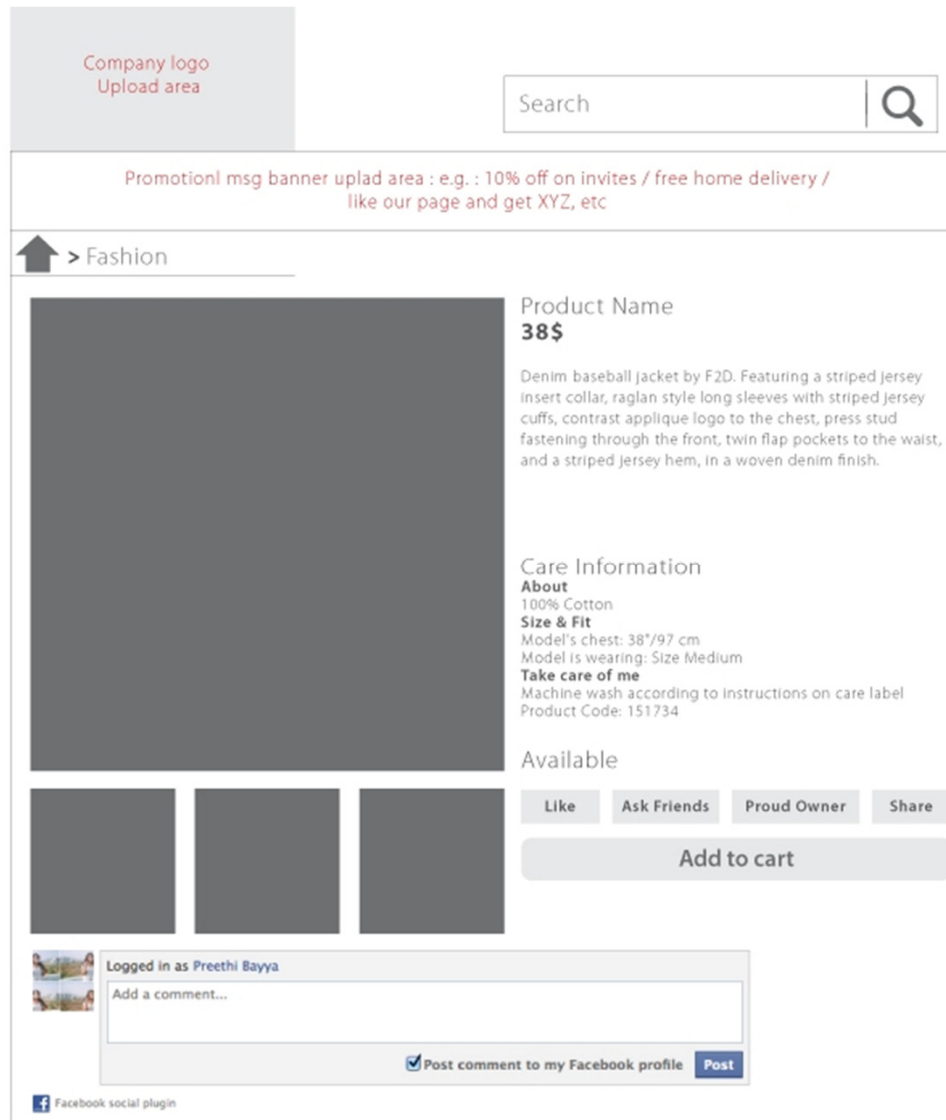 Company logo
Upload area
Search
Promotionl msg banner uplad area : e.g. : 10% off on invites / free home delivery /
like our page and get XYZ, etc
> Fashion
Product Name
38$
Denim baseball jacket by F2D. Featuring a striped jersey
insert collar, raglan style long sleeves with striped jersey
cuffs, contrast applique logo to the chest, press stud
fastening through the front, twin flap pockets to the waist,
and a striped jersey hem, in a woven denim finish.
Care Information
About
100% Cotton
Size & Fit
Model's chest: 38"/97 cm
Model is wearing: Size Medium
Take care of me
Machine wash according to instructions on care label
Product Code: 151734
Available
Like Ask Friends Proud Owner Share
Add to cart
Logged in as Preethi Bayya
Add a comment...
Post comment to my Facebook profile Post
f Facebook social plugin